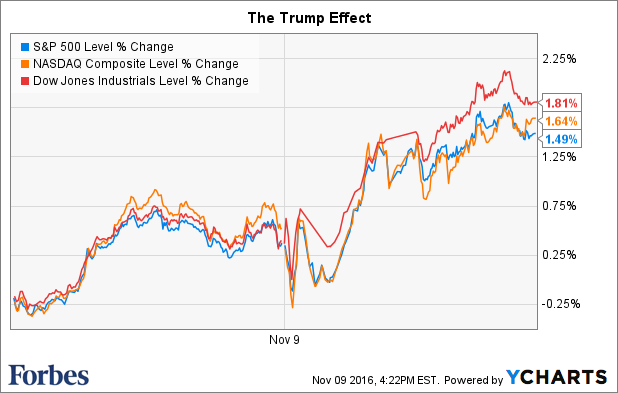 The Trump Effect
S&P 500 Level % Change
NASDAQ Composite Level % Change
Dow Jones Industrials Level % Change
2.25%
1.81%
1.64%
1.49%
1.25%
0.75%
0.25%
-0.25%
Nov 9
Forbes
Nov 09 2016, 4:22PM EST. Powered by YCHARTS